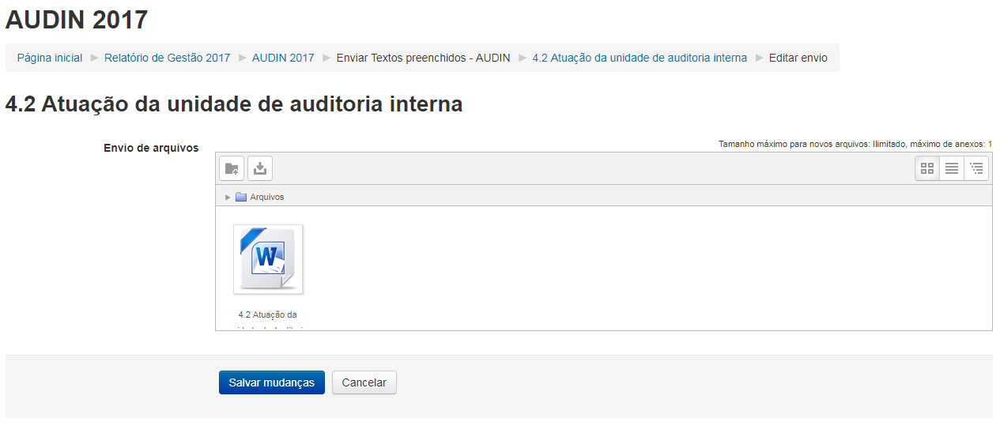 AUDIN 2017
Página inicial ► Relatório de Gestão 2017 ► AUDIN 2017 ► Enviar Textos preenchidos - AUDIN ► 4.2 Atuação da unidade de auditoria interna ► Editar envio
4.2 Atuação da unidade de auditoria interna
Envio de arquivos
Tamanho máximo para novos arquivos: Ilimitado, máximo de anexos: 1
► Arquivos
W
4.2 Atuação da
Salvar mudanças Cancelar